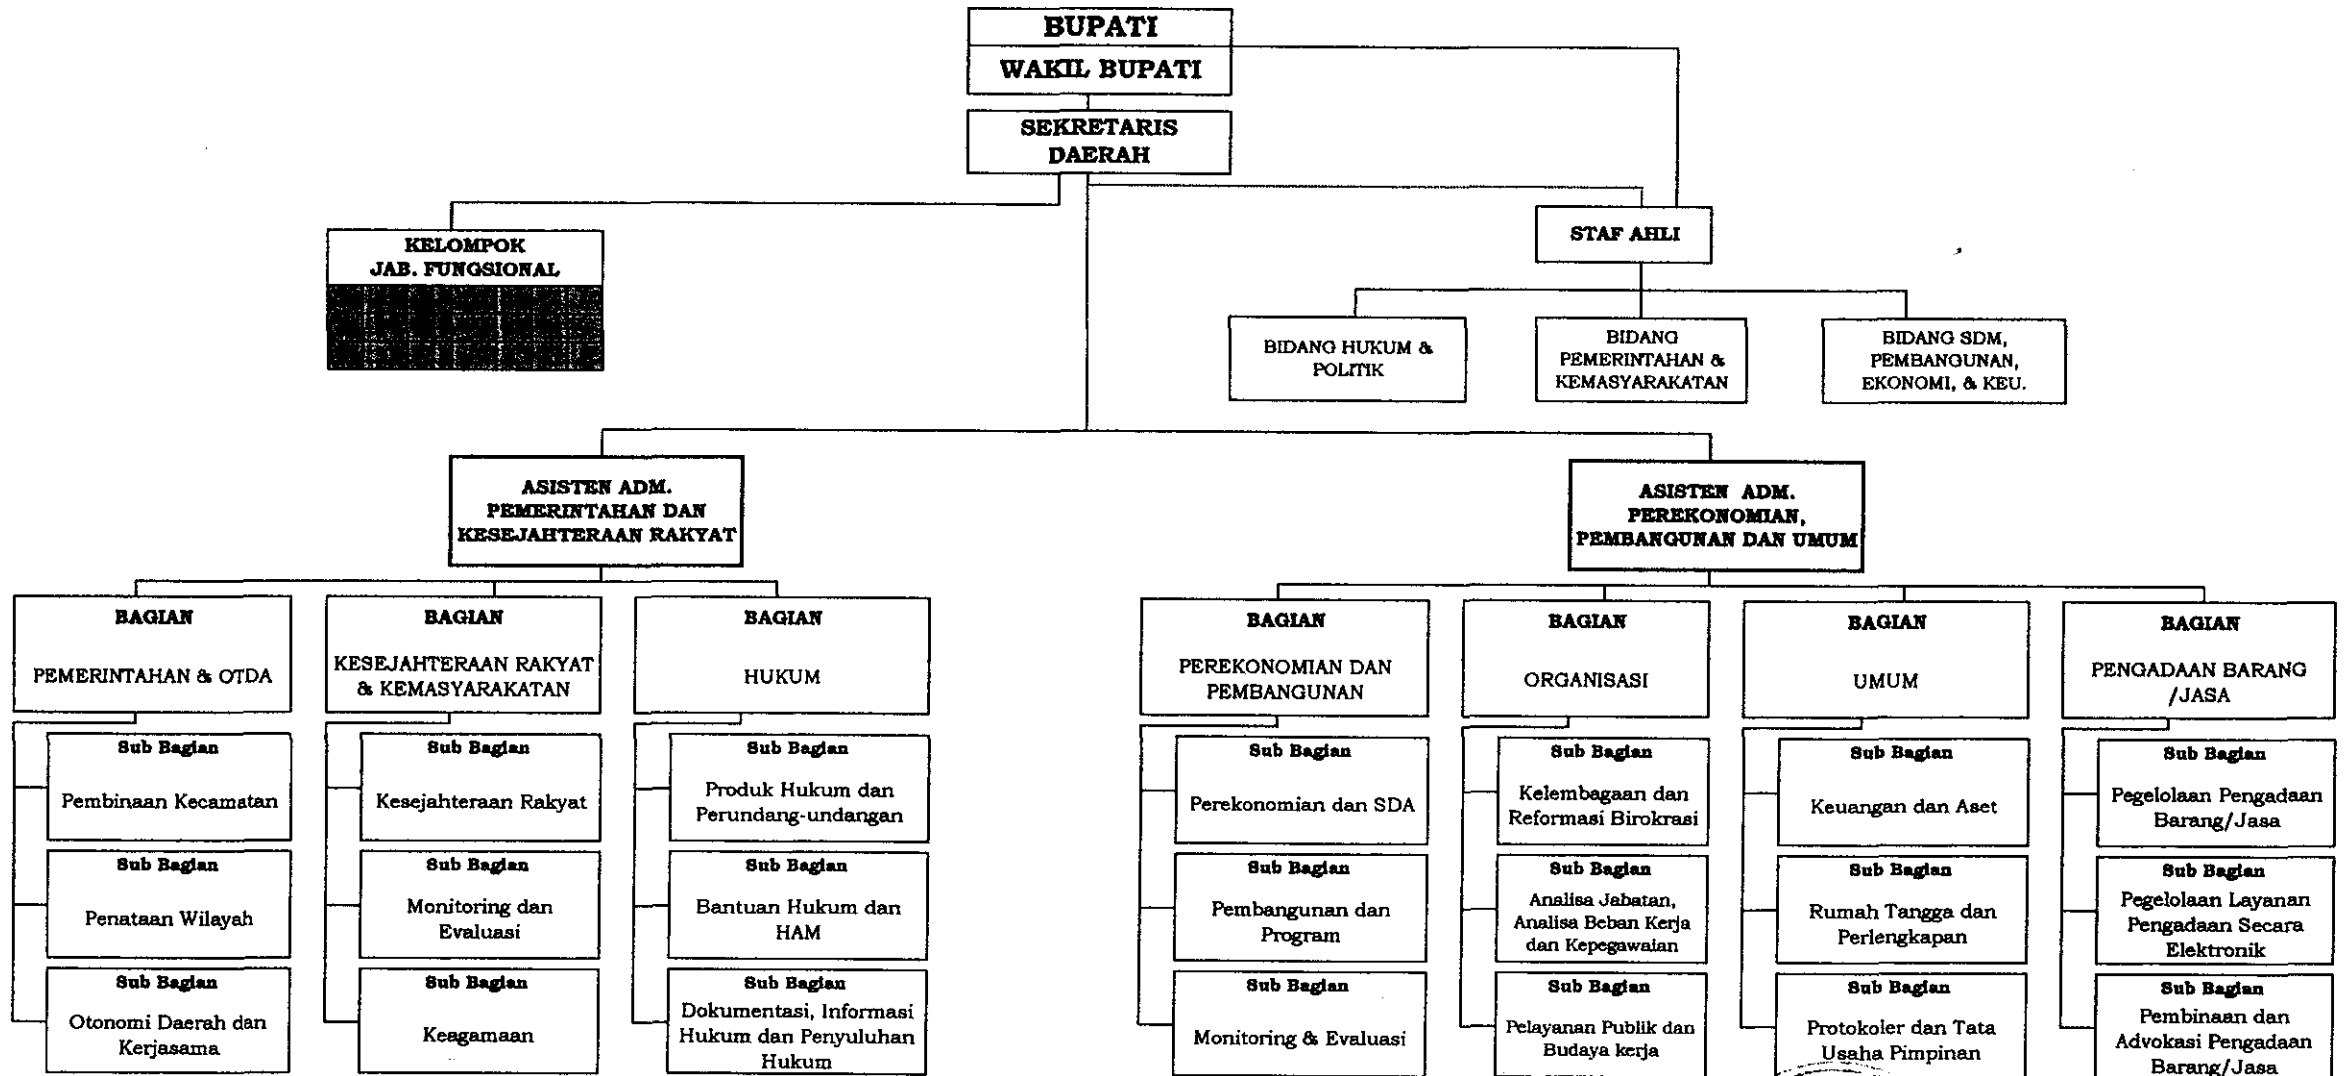 BUPATI
WAKIL BUPATI
SEKRETARIS
DAERAH
KELOMPOK
JAB. FUNGSIONAL
STAF AHLI
BIDANG HUKUM &
POLITIK
BIDANG
PEMERINTAHAN &
KEMASYARAKATAN
BIDANG SDM,
PEMBANGUNAN,
EKONOMI, & KEU.
ASISTEN ADM.
PEMERINTAHAN DAN
KESEJAHTERAAN RAKYAT
ASISTEN ADM.
PEREKONOMIAN,
PEMBANGUNAN DAN UMUM
BAGIAN
PEMERINTAHAN & OTDA
Sub Bagian
Pembinaan Kecamatan
Sub Bagian
Penataan Wilayah
Sub Bagian
Otonomi Daerah dan
Kerjasama
BAGIAN
KESEJAHTERAAN RAKYAT
& KEMASYARAKATAN
Sub Bagian
Kesejahteraan Rakyat
Sub Bagian
Monitoring dan
Evaluasi
Sub Bagian
Keagamaan
BAGIAN
HUKUM
Sub Bagian
Produk Hukum dan
Perundang-undangan
Sub Bagian
Bantuan Hukum dan
HAM
Sub Bagian
Dokumentasi, Informasi
Hukum dan Penyuluhan
Hukum
BAGIAN
PEREKONOMIAN DAN
PEMBANGUNAN
Sub Bagian
Perekonomian dan SDA
Sub Bagian
Pembangunan dan
Program
Sub Bagian
Monitoring & Evaluasi
BAGIAN
ORGANISASI
Sub Bagian
Kelembagaan dan
Reformasi Birokrasi
Sub Bagian
Analisa Jabatan,
Analisa Beban Kerja
dan Kepegawaian
Sub Bagian
Pelayanan Publik dan
Budaya kerja
BAGIAN
UMUM
Sub Bagian
Keuangan dan Aset
Sub Bagian
Rumah Tangga dan
Perlengkapan
Sub Bagian
Protokoler dan Tata
Usaha Pimpinan
BAGIAN
PENGADAAN BARANG
/JASA
Sub Bagian
Pegelolaan Pengadaan
Barang/Jasa
Sub Bagian
Pegelolaan Layanan
Pengadaan Secara
Elektronik
Sub Bagian
Pembinaan dan
Advokasi Pengadaan
Barang/Jasa